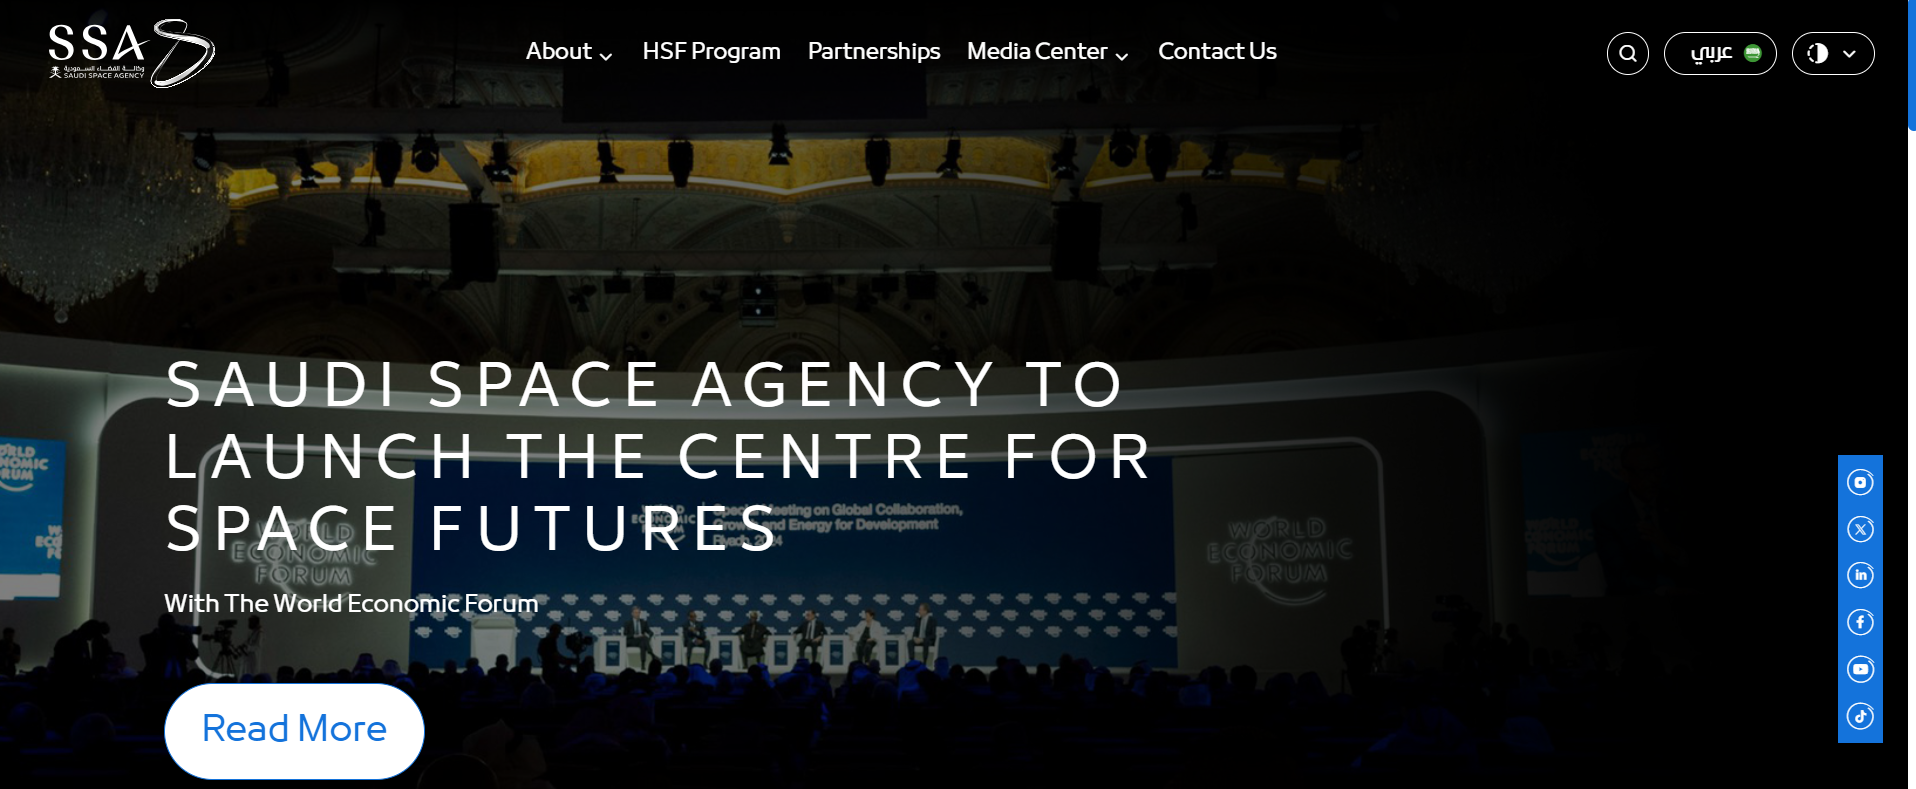 SSA
وكالة الفضاء السعودية
SAUDI SPACE AGENCY
About
HSF Program
Partnerships
Media Center
Contact Us
عربي
SAUDI SPACE AGENCY TO
LAUNCH THE CENTRE FOR
SPACE FUTURES
With The World Economic Forum
Read More
WORLD
ECONOMIC
FORUM
Special Meeting on Global Collaboration,
Growth and Energy for Development
Riyadh, 2024
WORLD
ECONOMIC
FORUM